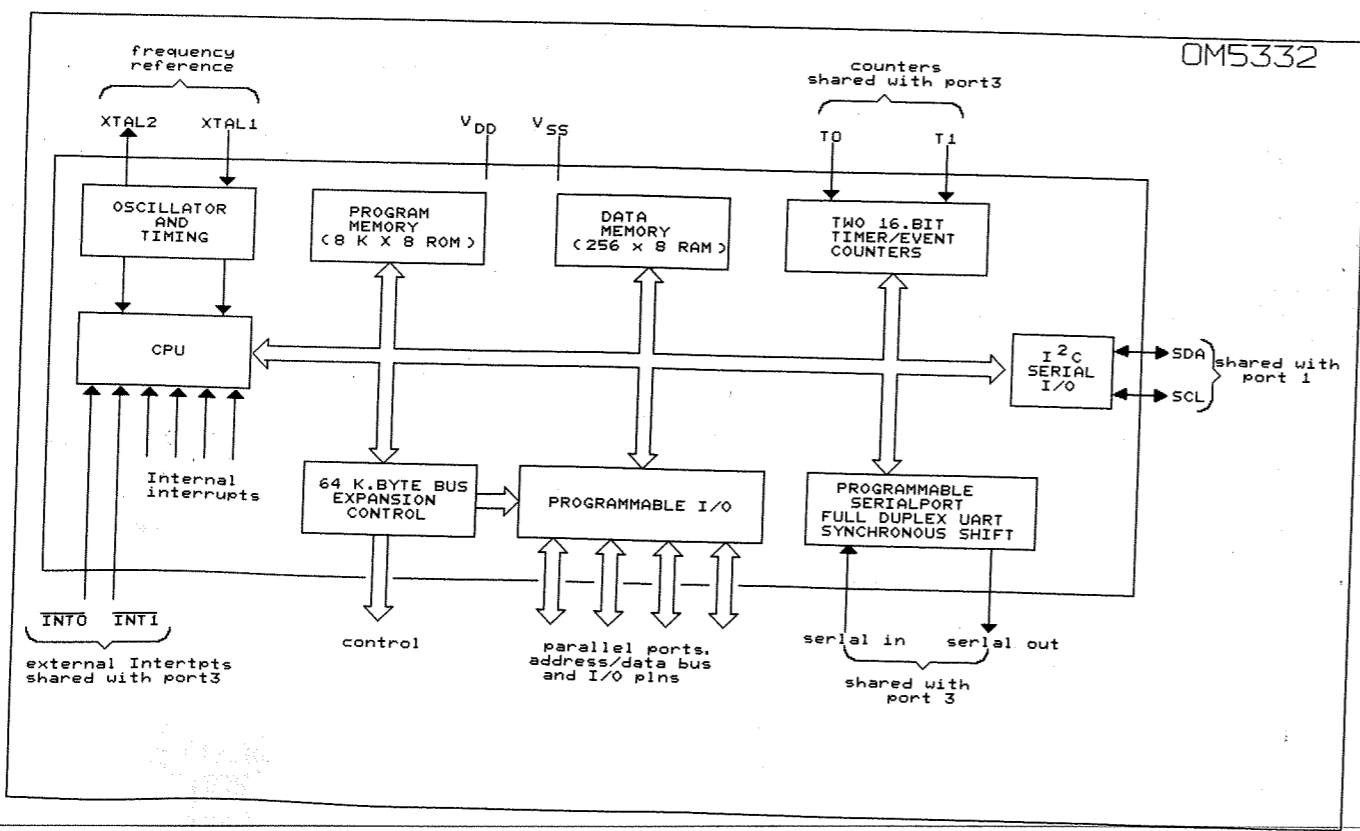 OM5332
frequency
reference
XTAL2
XTAL1
VDD
VSS
counters
shared with port3
T0
T1
OSCILLATOR
AND
TIMING
PROGRAM
MEMORY
(8 K X 8 ROM)
DATA
MEMORY
(256 x 8 RAM)
TWO 16.BIT
TIMER/EVENT
COUNTERS
CPU
I2C
SERIAL
I/O
SDA
SCL
shared with
port 1
Internal
interrupts
64 K.BYTE BUS
EXPANSION
CONTROL
PROGRAMMABLE I/O
PROGRAMMABLE
SERIALPORT
FULL DUPLEX UART
SYNCHRONOUS SHIFT
INT0
INT1
external Intertpts
shared with port3
control
parallel ports.
address/data bus
and I/O pins
serial in
serial out
shared with
port 3